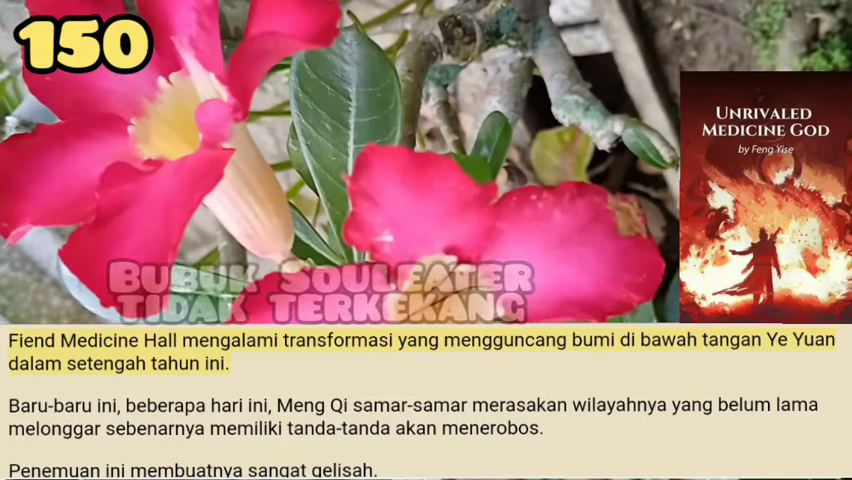 150
UNRIVALED
MEDICINE GOD
by Feng Yise
BUBUK SOULEATER
TIDAK TERKEKANG
Fiend Medicine Hall mengalami transformasi yang mengguncang bumi di bawah tangan Ye Yuan
dalam setengah tahun ini.
Baru-baru ini, beberapa hari ini, Meng Qi samar-samar merasakan wilayahnya yang belum lama
melonggar sebenarnya memiliki tanda-tanda akan menerobos.
Penemuan ini membuatnya sangat gelisah.